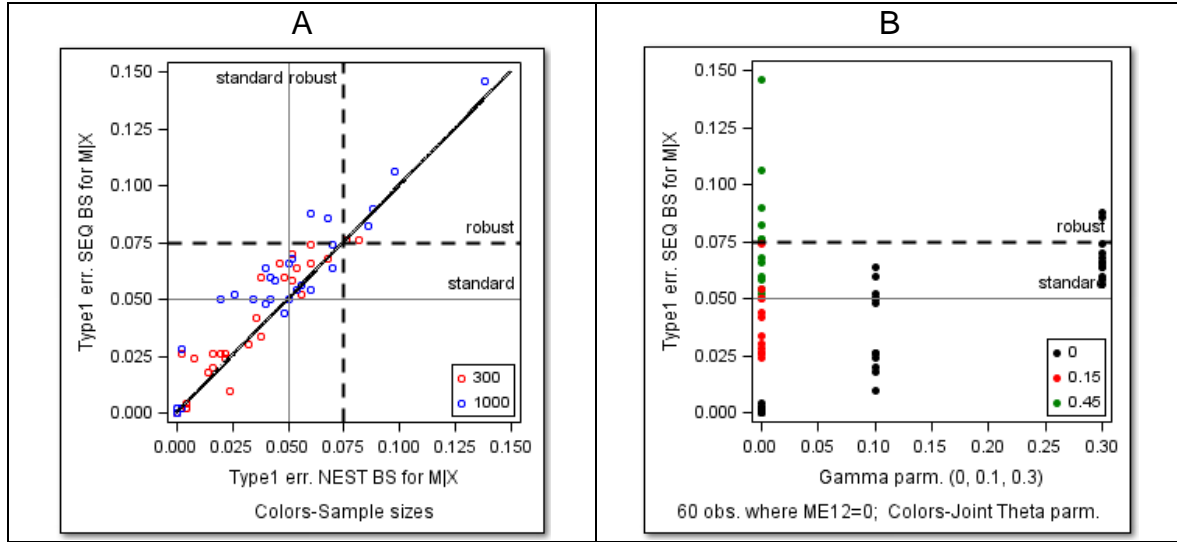 A
Type1 err. SEQ BS for M|X
0.150
0.125
0.100
0.075
0.050
0.025
0.000
standard robust
robust
standard
300
1000
0.000 0.025 0.050 0.075 0.100 0.125 0.150
Type1 err. NEST BS for M|X
Colors-Sample sizes
B
Type1 err. SEQ BS for M|X
0.150
0.125
0.100
0.075
0.050
0.025
0.000
robust
standard
0
0.15
0.45
0.00 0.05 0.10 0.15 0.20 0.25 0.30
Gamma parm. (0, 0.1, 0.3)
60 obs. where ME12=0; Colors-Joint Theta parm.